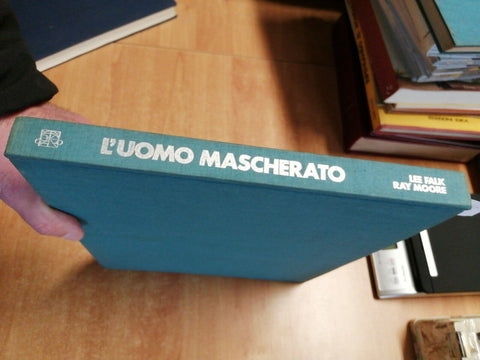 L'UOMO MASCHERATO
LEE FALK
RAY MOORE